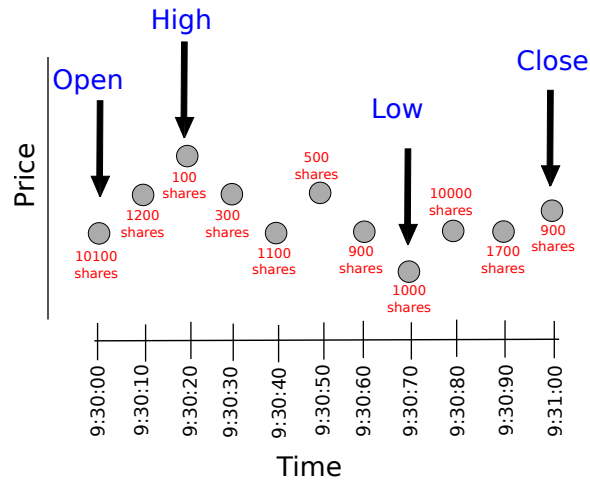 High
Open
Close
Low
Price
500
shares
100
shares
10000
shares
1200
shares
300
shares
900
shares
1100
shares
900
shares
1700
shares
10100
shares
1000
shares
9:30:00
9:30:10
9:30:20
9:30:30
9:30:40
9:30:50
9:30:60
9:30:70
9:30:80
9:30:90
9:31:00
Time